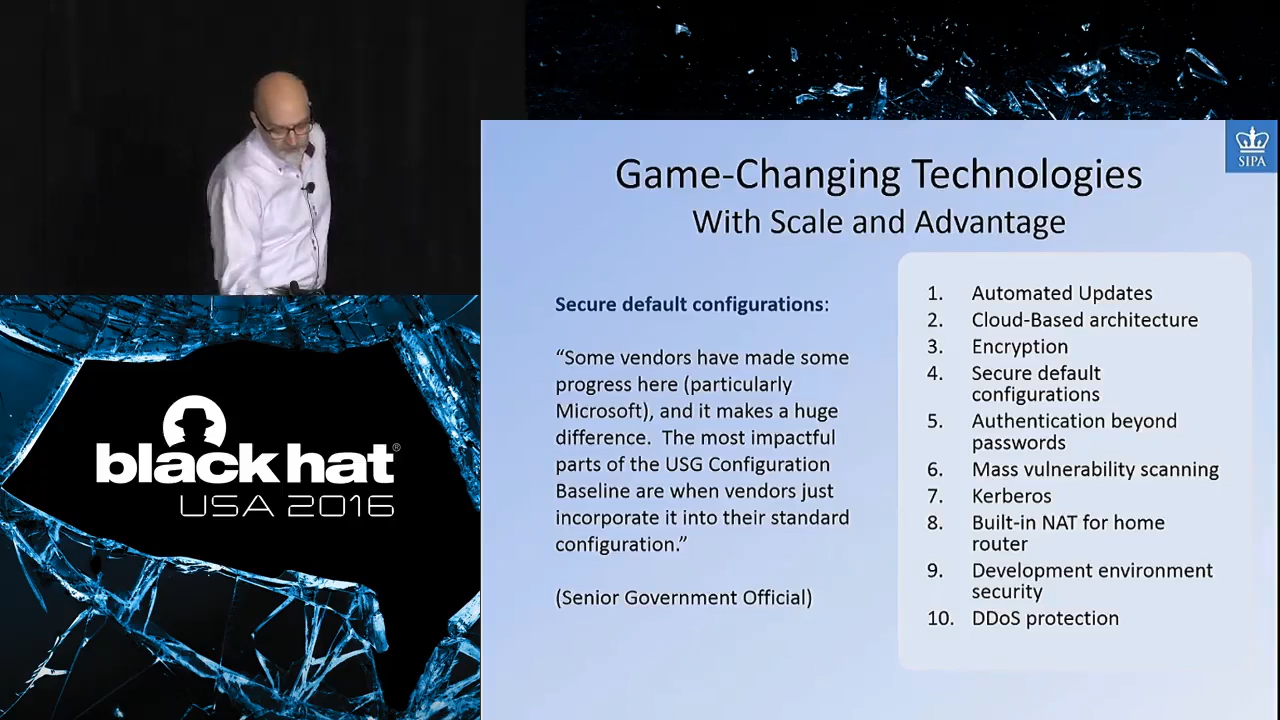 SIPA
Game-Changing Technologies
With Scale and Advantage
Secure default configurations:
“Some vendors have made some
progress here (particularly
Microsoft), and it makes a huge
difference.  The most impactful
parts of the USG Configuration
Baseline are when vendors just
incorporate it into their standard
configuration.”
(Senior Government Official)
1. Automated Updates
2. Cloud-Based architecture
3. Encryption
4. Secure default
configurations
5. Authentication beyond
passwords
6. Mass vulnerability scanning
7. Kerberos
8. Built-in NAT for home
router
9. Development environment
security
10. DDoS protection
black hat®
USA 2016